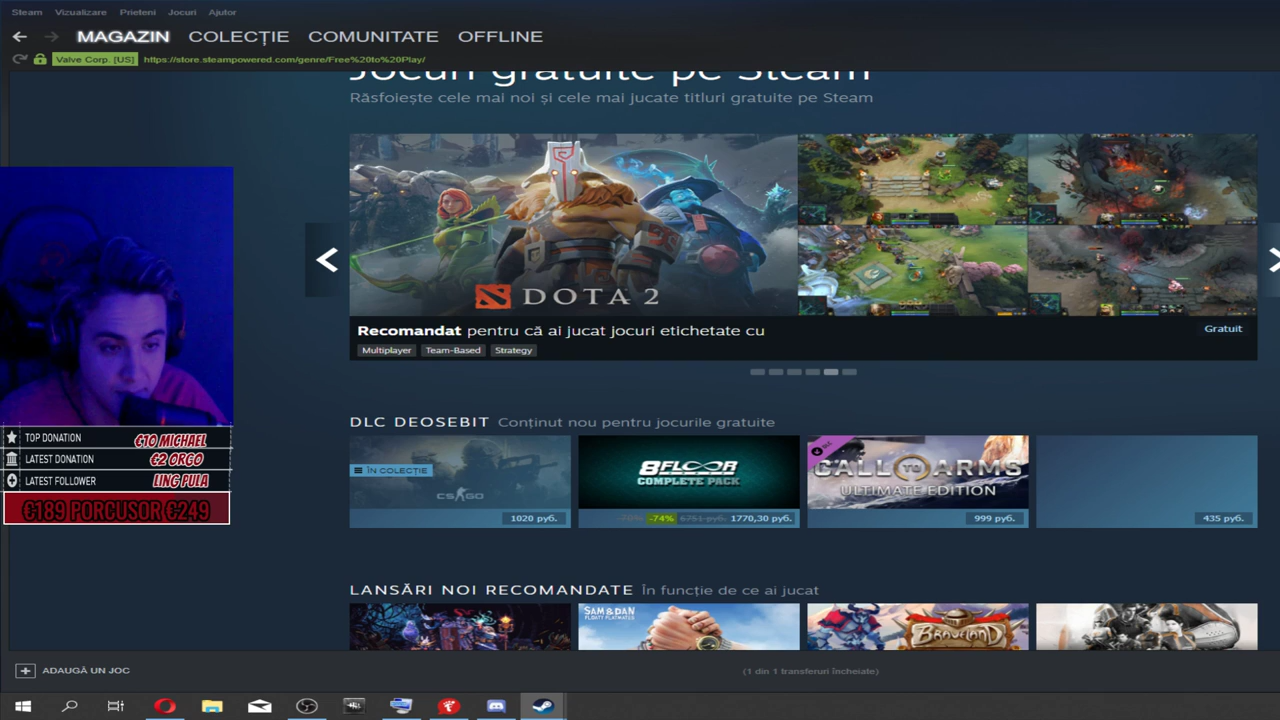 Steam Vizualizare Prieteni Jocuri Ajutor
MAGAZIN COLECȚIE COMUNITATE OFFLINE
Valve Corp. [US] https://store.steampowered.com/genre/Free%20to%20Play/
Jocuri gratuite pe Steam
Răsfoiește cele mai noi și cele mai jucate titluri gratuite pe Steam
DOTA 2
Recomandat pentru că ai jucat jocuri etichetate cu
Gratuit
Multiplayer Team-Based Strategy
TOP DONATION €10 MICHAEL
LATEST DONATION €2 ORGO
LATEST FOLLOWER LING PULA
€189 PORCUSOR €249
DLC DEOSEBIT Conținut nou pentru jocurile gratuite
ÎN COLECȚIE
CS:GO
1020 руб.
8FLOOR
COMPLETE PACK
-74% 6751 руб. 1770,30 руб.
DLC
CALL TO ARMS
ULTIMATE EDITION
999 руб.
435 руб.
LANSĂRI NOI RECOMANDATE În funcție de ce ai jucat
SAM & DAN
FLOATY FLATMATES
BRAVELAND
ADAUGĂ UN JOC
(1 din 1 transferuri încheiate)